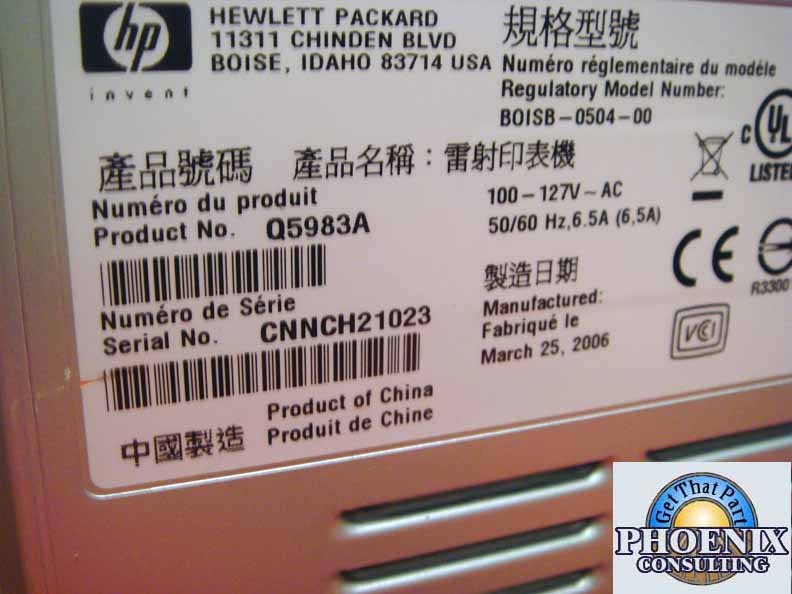 hp
invent
HEWLETT PACKARD
11311 CHINDEN BLVD
BOISE, IDAHO 83714 USA
規格型號
Numéro réglementaire du modèle
Regulatory Model Number:
BOISB-0504-00
C UL
LISTE
產品號碼 產品名稱：雷射印表機
Numéro du produit
Product No. Q5983A
100-127V~AC
50/60 Hz,6.5A (6,5A)
CE
R3300
製造日期
Manufactured:
Fabriqué le
March 25, 2006
VCI
Numéro de Série
Serial No. CNNCH21023
中國製造
Product of China
Produit de Chine
Get That Part
PHOENIX
CONSULTING